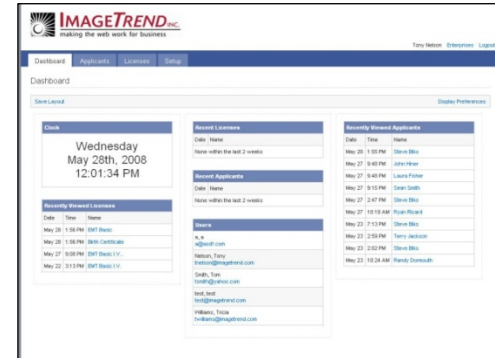 IMAGETREND INC.
making the web work for business
Tony Nelson Enterprises Logout
Dashboard Applicants Licenses Setup
Dashboard
Save Layout Display Preferences
Clock
Wednesday
May 28th, 2008
12:01:34 PM
Recently Viewed Licenses
Date Time Name
May 28 1:56 PM EMT Basic
May 28 1:56 PM Birth Certificate
May 27 9:08 PM EMT Basic I.V.
May 22 3:13 PM EMT Basic I.V.
Recent Licenses
Date Name
None within the last 2 weeks
Recent Applicants
Date Name
None within the last 2 weeks
Users
Nelson, Tony
tnelson@imagetrend.com
Smith, Tom
tsmith@yahoo.com
test, test
test@imagetrend.com
Williams, Tricia
twilliams@imagetrend.com
Recently Viewed Applicants
Date Time Name
May 28 1:55 PM Steve Biko
May 27 9:48 PM John Hiner
May 27 9:48 PM Laura Fisher
May 27 9:15 PM Sean Smith
May 27 2:47 PM Steve Biko
May 27 10:18 AM Ryan Ricard
May 23 7:13 PM Steve Biko
May 23 2:59 PM Terry Jackson
May 23 2:02 PM Steve Biko
May 23 10:24 AM Randy Dormouth